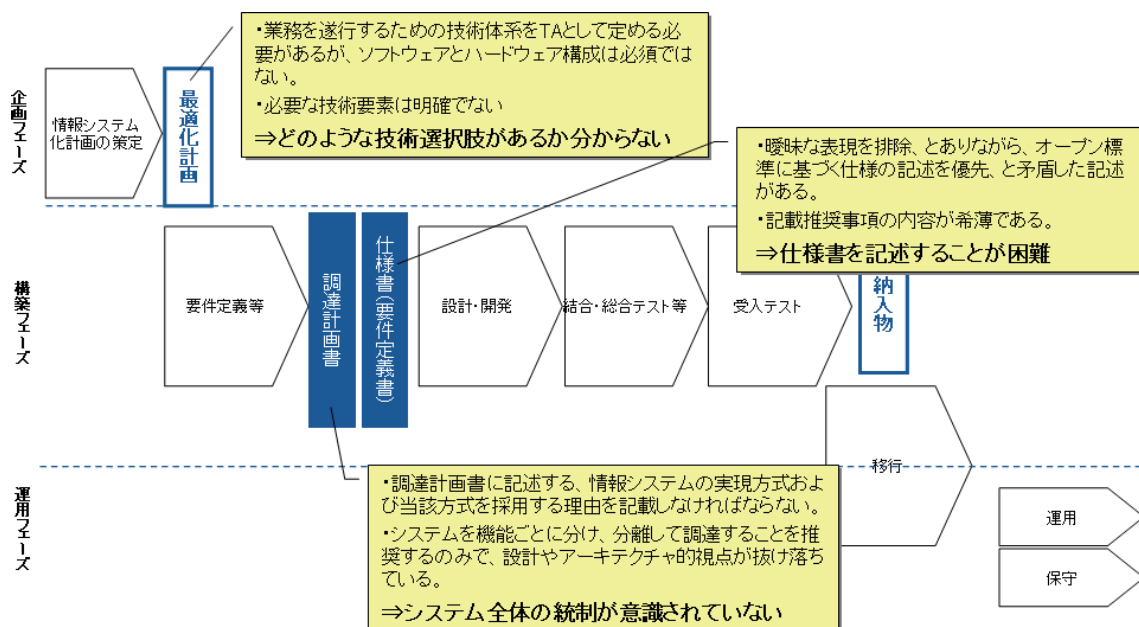 企画フェーズ
情報システム
化計画の策定
最適化計画
・業務を遂行するための技術体系をTAとして定める必
要があるが、ソフトウェアとハードウェア構成は必須では
ない。
・必要な技術要素は明確でない
⇒どのような技術選択肢があるか分からない
・曖昧な表現を排除、とありながら、オープン標
準に基づく仕様の記述を優先、と矛盾した記述
がある。
・記載推奨事項の内容が希薄である。
⇒仕様書を記述することが困難
構築フェーズ
要件定義等
調達計画書
仕様書(要件定義書)
設計・開発
結合・総合テスト等
受入テスト
納入物
移行
・調達計画書に記述する、情報システムの実現方式およ
び当該方式を採用する理由を記載しなければならない。
・システムを機能ごとに分け、分離して調達することを推
奨するのみで、設計やアーキテクチャ的視点が抜け落ち
ている。
⇒システム全体の統制が意識されていない
運用フェーズ
運用
保守